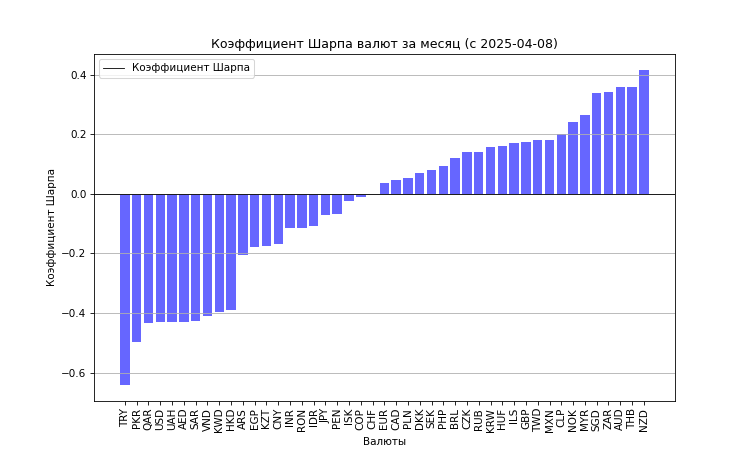 Коэффициент Шарпа валют за месяц (с 2025-04-08)
Коэффициент Шарпа
Коэффициент Шарпа
0.4
0.2
0.0
−0.2
−0.4
−0.6
TRY PKR QAR USD UAH AED SAR VND KWD HKD ARS EGP KZT CNY INR RON IDR JPY PEN ISK COP CHF EUR CAD PLN DKK SEK PHP BRL CZK RUB KRW HUF ILS GBP TWD MXN CLP NOK MYR SGD ZAR AUD THB NZD
Валюты